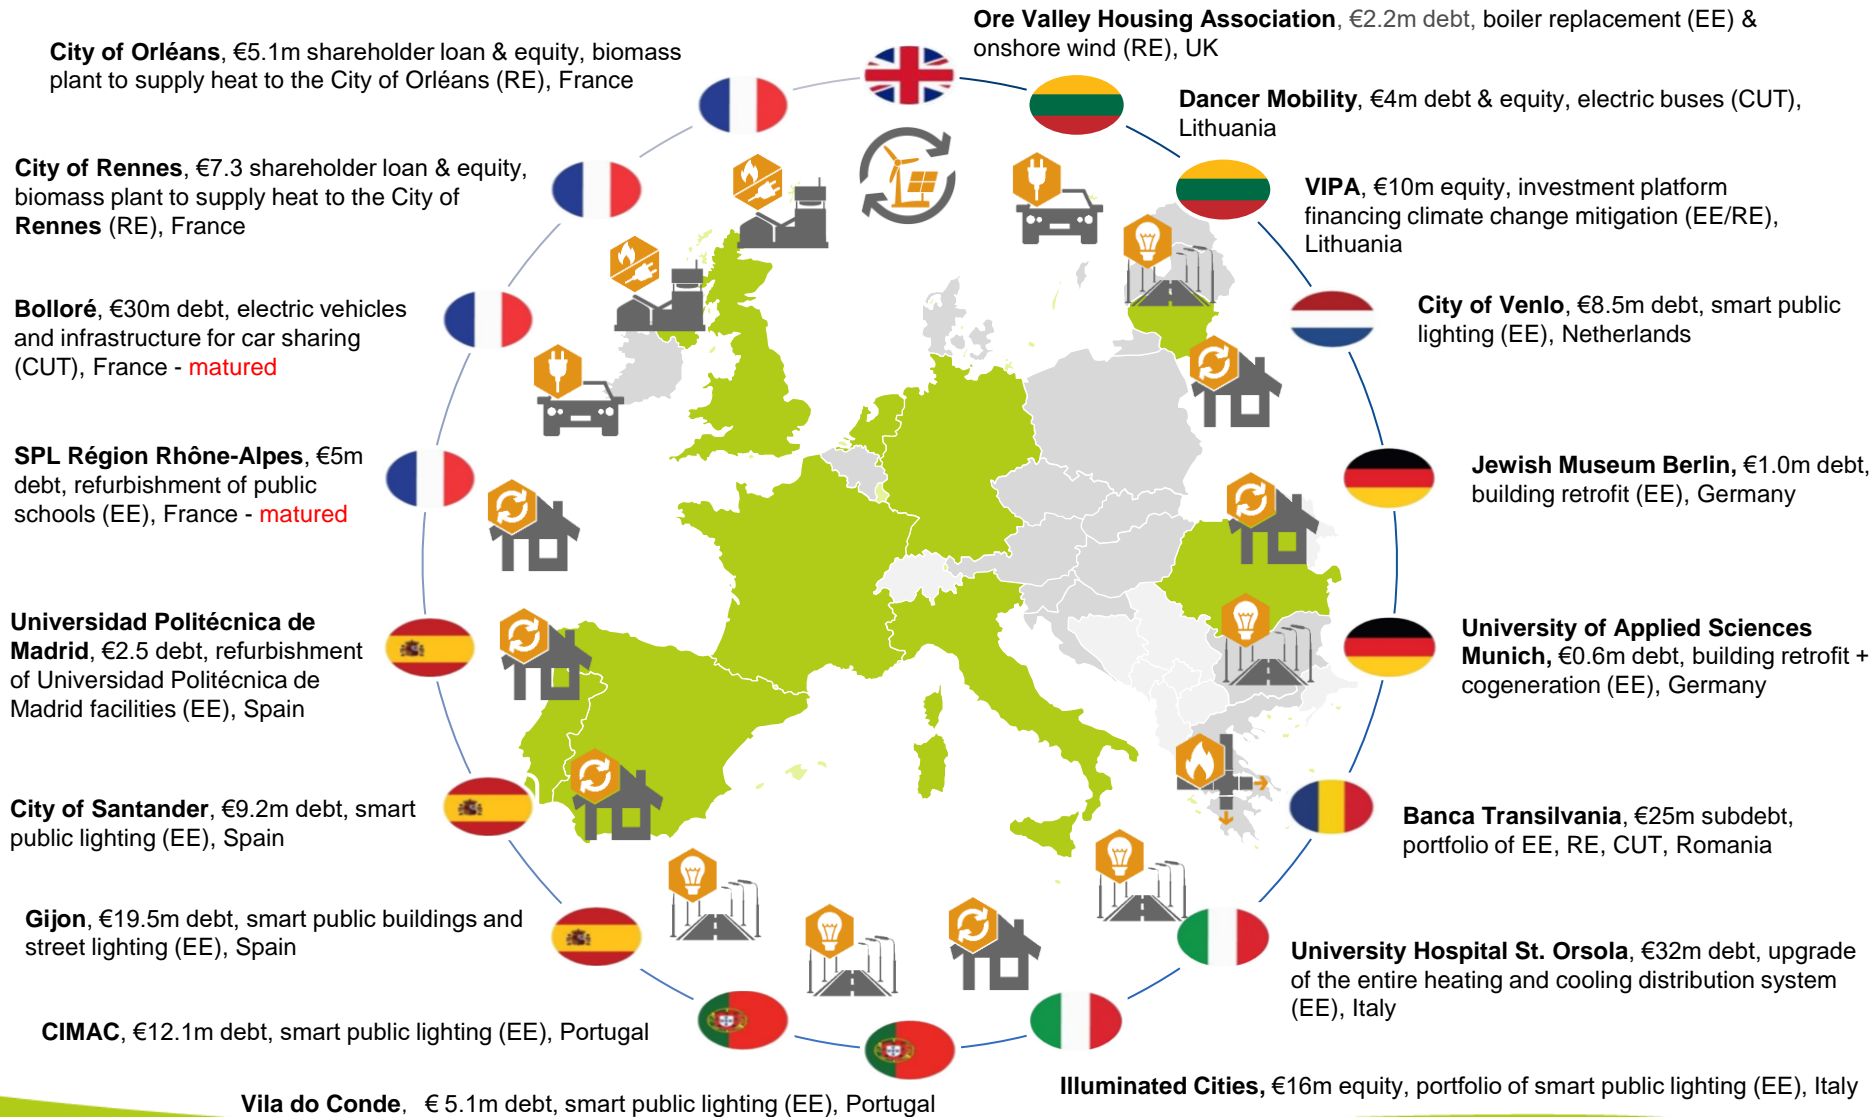 Ore Valley Housing Association, €2.2m debt, boiler replacement (EE) &
onshore wind (RE), UK
City of Orléans, €5.1m shareholder loan & equity, biomass
plant to supply heat to the City of Orléans (RE), France
Dancer Mobility, €4m debt & equity, electric buses (CUT),
Lithuania
City of Rennes, €7.3 shareholder loan & equity,
biomass plant to supply heat to the City of
Rennes (RE), France
VIPA, €10m equity, investment platform
financing climate change mitigation (EE/RE),
Lithuania
Bolloré, €30m debt, electric vehicles
and infrastructure for car sharing
(CUT), France - matured
City of Venlo, €8.5m debt, smart public
lighting (EE), Netherlands
SPL Région Rhône-Alpes, €5m
debt, refurbishment of public
schools (EE), France - matured
Jewish Museum Berlin, €1.0m debt,
building retrofit (EE), Germany
Universidad Politécnica de
Madrid, €2.5 debt, refurbishment
of Universidad Politécnica de
Madrid facilities (EE), Spain
University of Applied Sciences
Munich, €0.6m debt, building retrofit +
cogeneration (EE), Germany
City of Santander, €9.2m debt, smart
public lighting (EE), Spain
Banca Transilvania, €25m subdebt,
portfolio of EE, RE, CUT, Romania
Gijon, €19.5m debt, smart public buildings and
street lighting (EE), Spain
University Hospital St. Orsola, €32m debt, upgrade
of the entire heating and cooling distribution system
(EE), Italy
CIMAC, €12.1m debt, smart public lighting (EE), Portugal
Illuminated Cities, €16m equity, portfolio of smart public lighting (EE), Italy
Vila do Conde, € 5.1m debt, smart public lighting (EE), Portugal